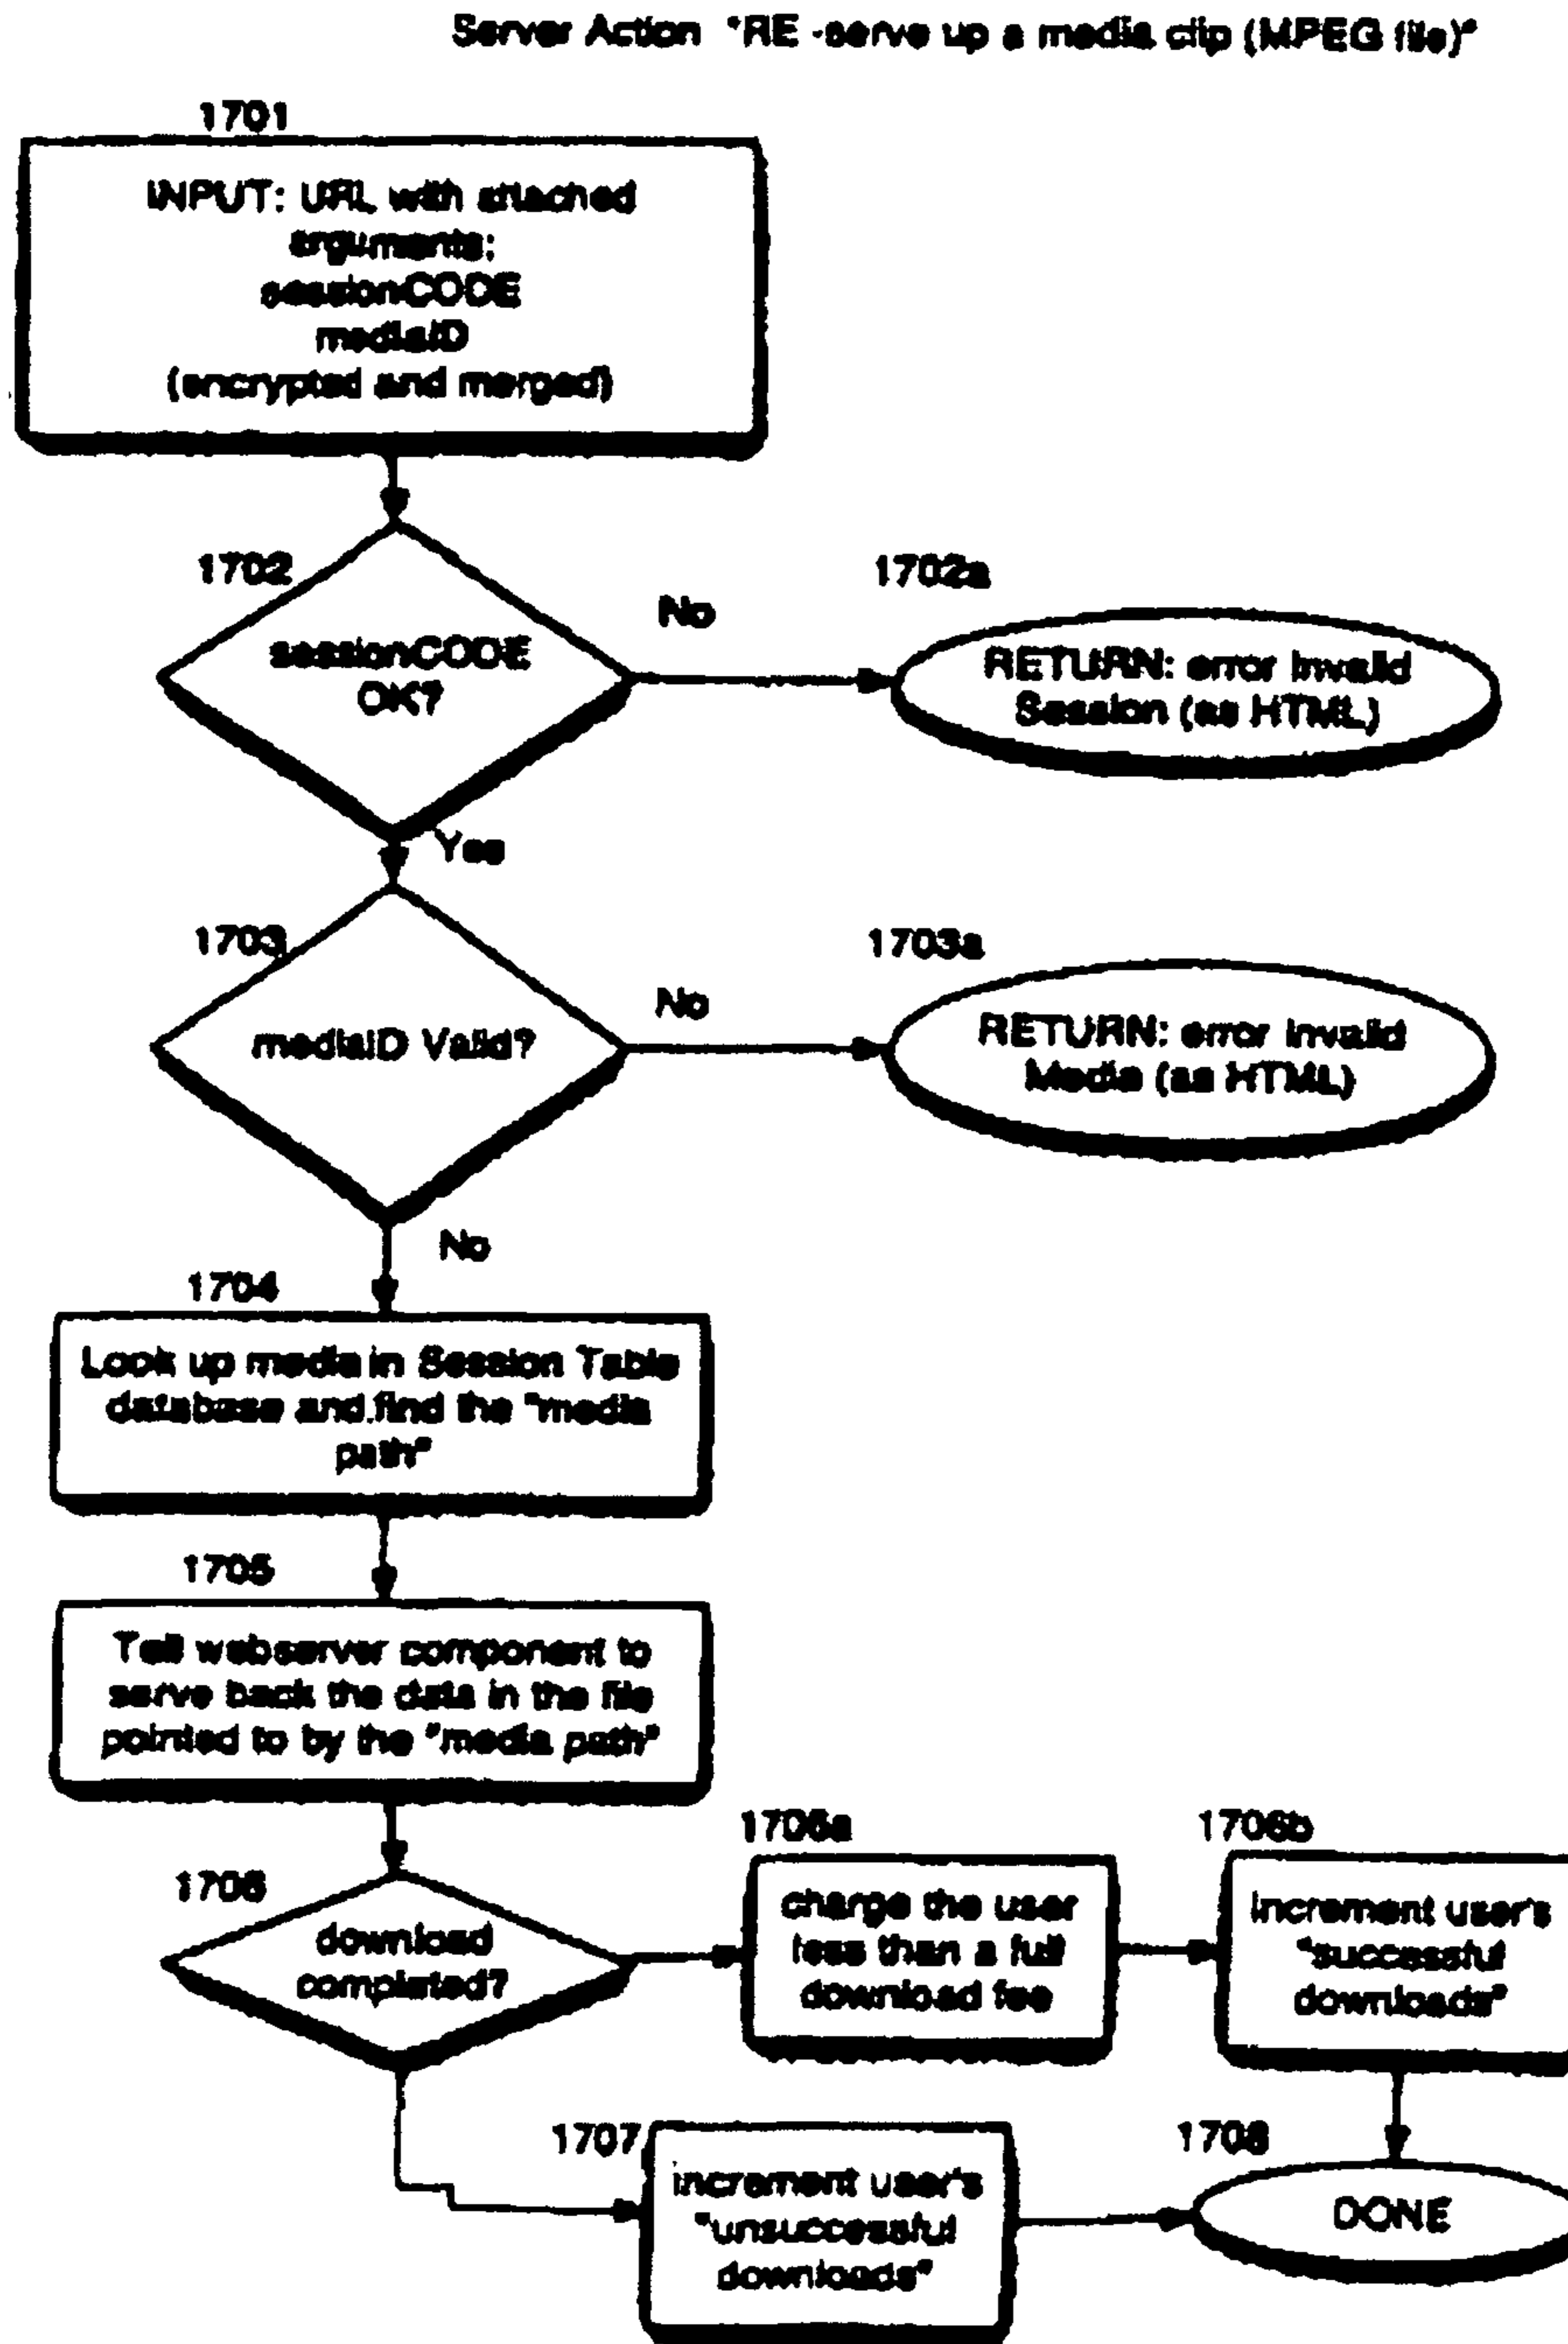 Server Action "RE -serve up a media clip (MPEG file)"
1701
INPUT: URL with attached
arguments:
sessionCODE
mediaID
(encrypted and merged)
1702
sessionCODE
OK?
No
1702a
RETURN: error Invalid
Session (as HTML)
Yes
1703
mediaID Valid?
No
1703a
RETURN: error Invalid
Media (as HTML)
No
1704
Look up media in Session Table
database and find the "media
path"
1705
Tell webserver component to
serve back the data in the file
pointed to by the "media path"
1706
download
completed?
1706a
charge the user
less than a full
download fee
1706b
increment user's
"successful
downloads"
1707
increment user's
"unsuccessful
downloads"
1708
DONE